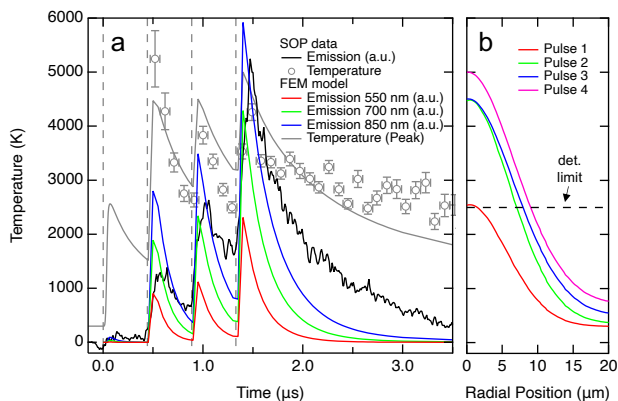 a
SOP data
Emission (a.u.)
Temperature
FEM model
Emission 550 nm (a.u.)
Emission 700 nm (a.u.)
Emission 850 nm (a.u.)
Temperature (Peak)
Temperature (K)
6000
5000
4000
3000
2000
1000
0
0.0
1.0
2.0
3.0
Time (µs)
b
Pulse 1
Pulse 2
Pulse 3
Pulse 4
det.
limit
0
5
10
15
20
Radial Position (µm)